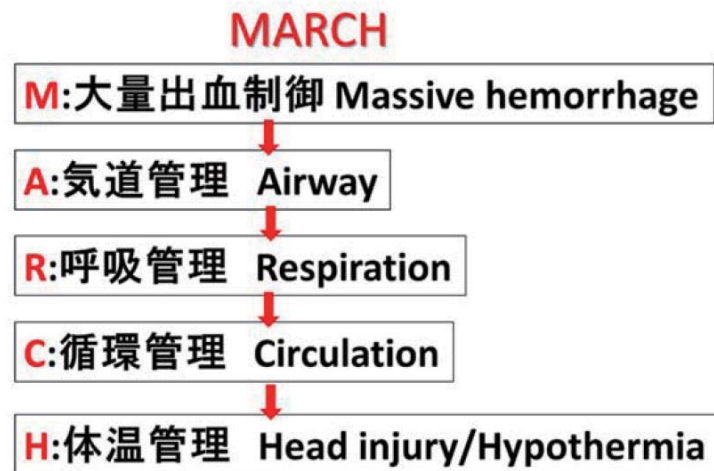 MARCH
M:大量出血制御 Massive hemorrhage
A:気道管理 Airway
R:呼吸管理 Respiration
C:循環管理 Circulation
H:体温管理 Head injury/Hypothermia